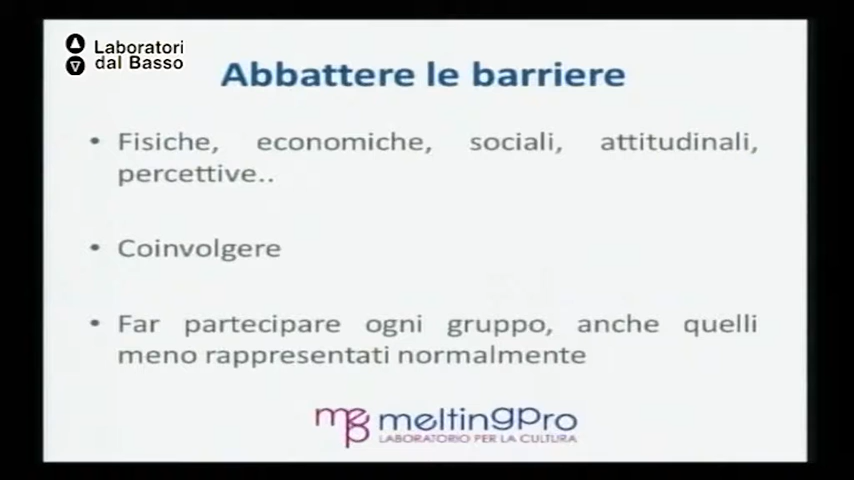 Laboratori
dal Basso
Abbattere le barriere
• Fisiche, economiche, sociali, attitudinali,
percettive..
• Coinvolgere
• Far partecipare ogni gruppo, anche quelli
meno rappresentati normalmente
mep meltingpro
LABORATORIO PER LA CULTURA